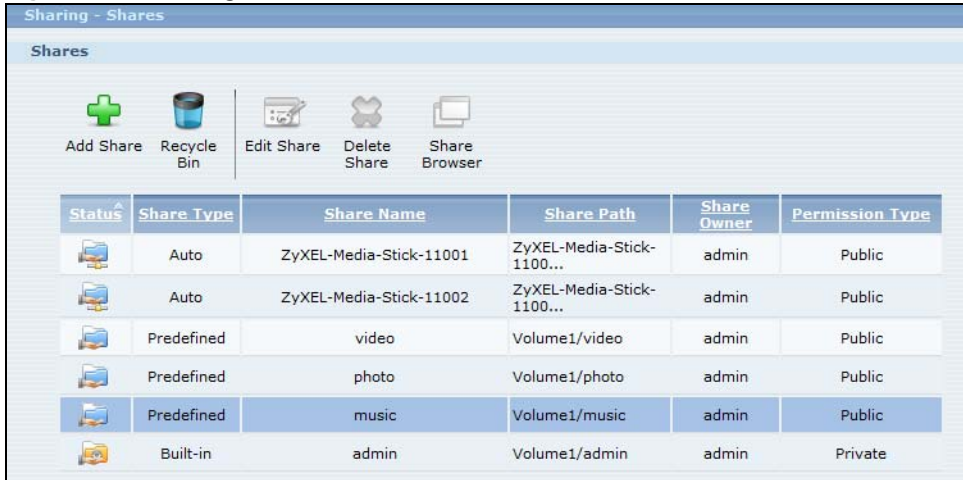 Sharing - Shares
Shares
Add Share
Recycle Bin
Edit Share
Delete Share
Share Browser
Status Share Type Share Name Share Path Share Owner Permission Type
Auto ZyXEL-Media-Stick-11001 ZyXEL-Media-Stick-1100... admin Public
Auto ZyXEL-Media-Stick-11002 ZyXEL-Media-Stick-1100... admin Public
Predefined video Volume1/video admin Public
Predefined photo Volume1/photo admin Public
Predefined music Volume1/music admin Public
Built-in admin Volume1/admin admin Private